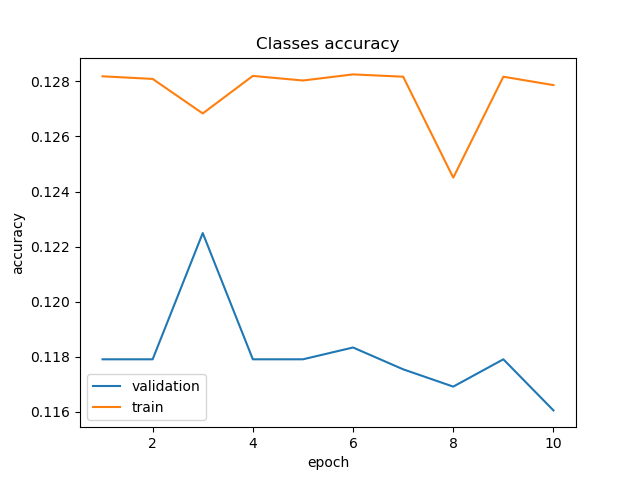 Classes accuracy
0.128
0.126
0.124
0.122
0.120
0.118
0.116
accuracy
validation
train
2 4 6 8 10
epoch